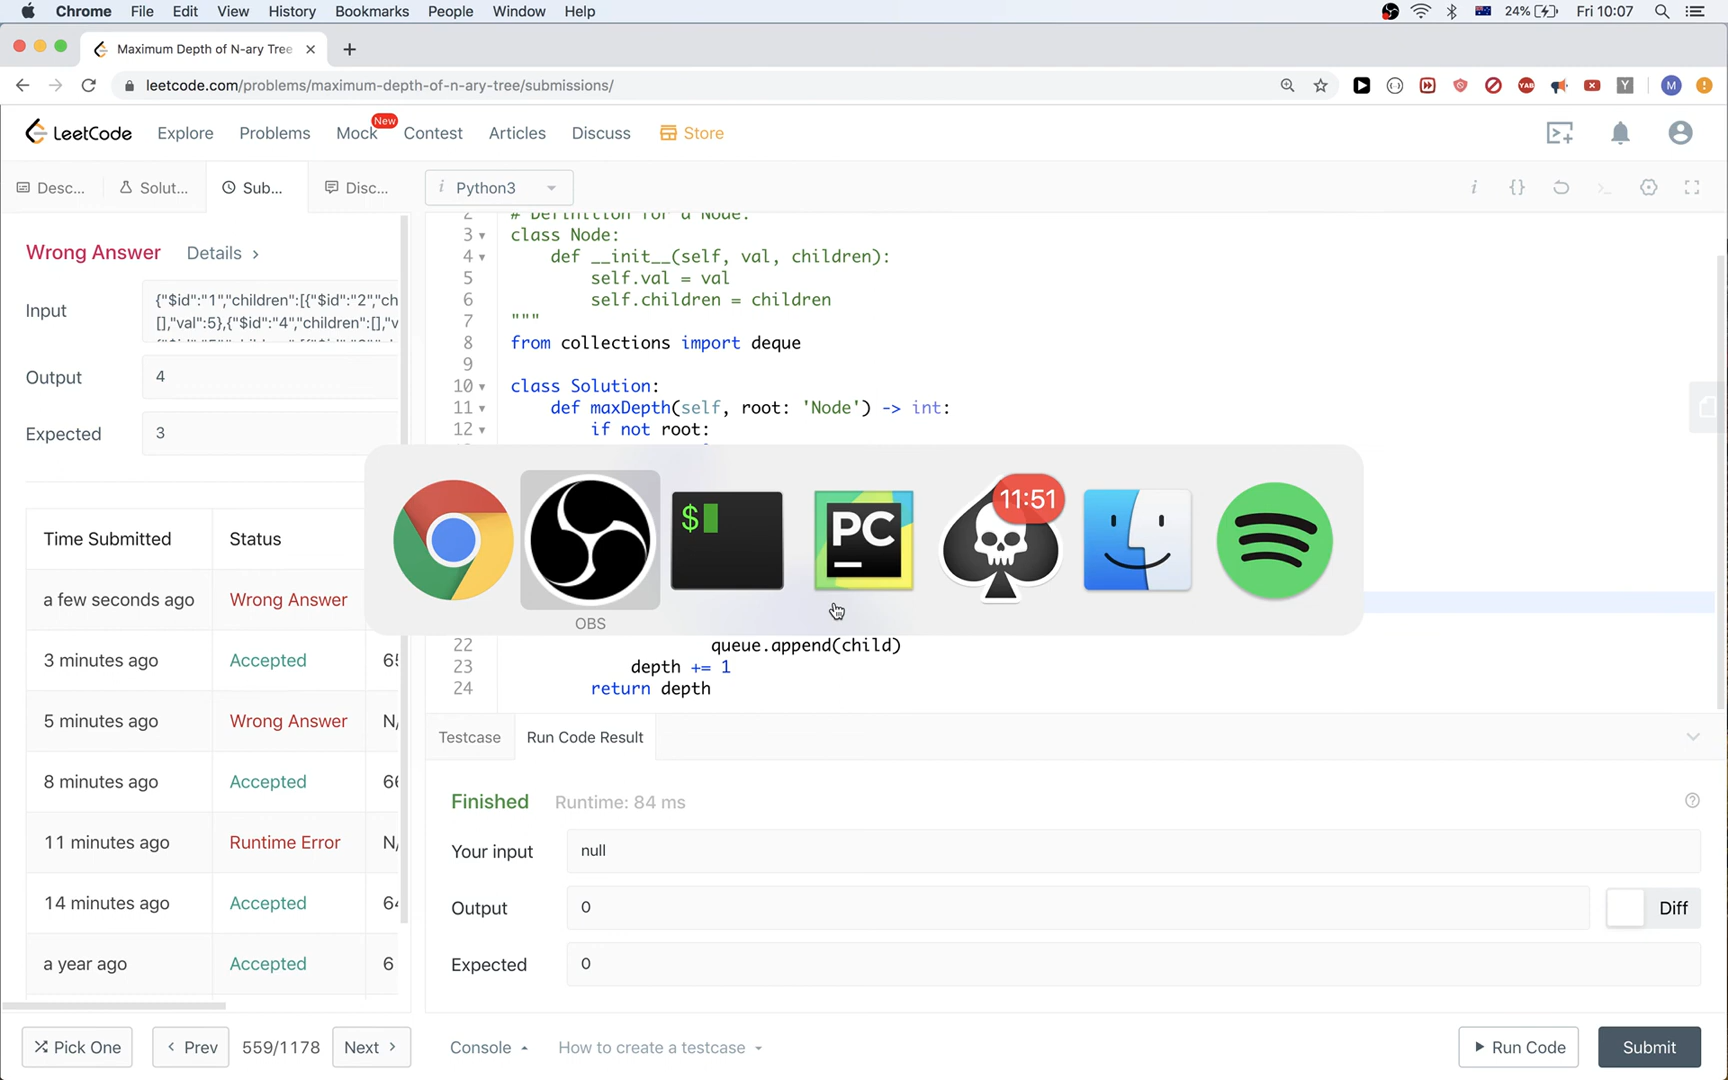 Chrome File Edit View History Bookmarks People Window Help 24% Fri 10:07
Maximum Depth of N-ary Tree
leetcode.com/problems/maximum-depth-of-n-ary-tree/submissions/
LeetCode Explore Problems Mock New Contest Articles Discuss Store
Desc... Solut... Sub... Disc... i Python3
Wrong Answer Details >
Input
{"$id":"1","children":[{"$id":"2","ch
[],"val":5},{"$id":"4","children":[],"v
Output 4
Expected 3
Time Submitted Status
a few seconds ago Wrong Answer
3 minutes ago Accepted
5 minutes ago Wrong Answer N/
8 minutes ago Accepted
11 minutes ago Runtime Error N/
14 minutes ago Accepted
a year ago Accepted 6
2 # Definition for a Node.
3 class Node:
4 def __init__(self, val, children):
5 self.val = val
6 self.children = children
7 """
8 from collections import deque
9
10 class Solution:
11 def maxDepth(self, root: 'Node') -> int:
12 if not root:
$ PC 11:51
OBS
22 queue.append(child)
23 depth += 1
24 return depth
Testcase Run Code Result
Finished Runtime: 84 ms
Your input null
Output 0 Diff
Expected 0
Pick One Prev 559/1178 Next Console How to create a testcase Run Code Submit